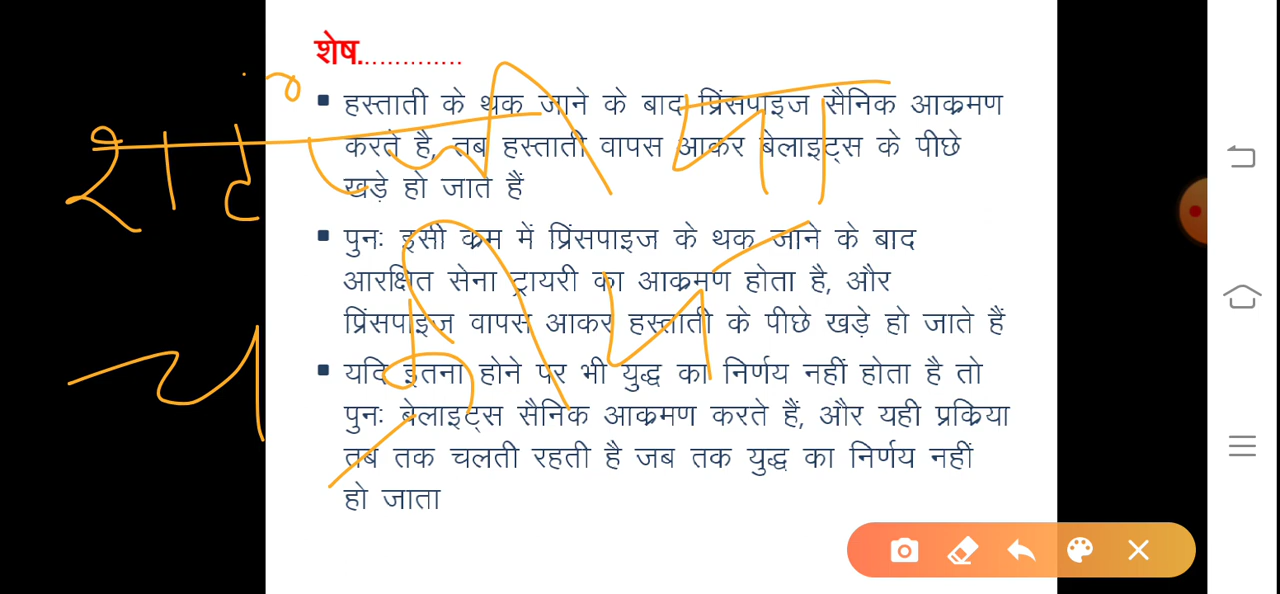 शेष.............
▪ हस्ताती के थक जाने के बाद प्रिंसपाइज सैनिक आक्रमण
करते है, तब हस्ताती वापस आकर बेलाइट्स के पीछे
खड़े हो जाते हैं
▪ पुनः इसी क्रम में प्रिंसपाइज के थक जाने के बाद
आरक्षित सेना ट्रायरी का आक्रमण होता है, और
प्रिंसपाइज वापस आकर हस्ताती के पीछे खड़े हो जाते हैं
▪ यदि इतना होने पर भी युद्ध का निर्णय नहीं होता है तो
पुनः बेलाइट्स सैनिक आक्रमण करते हैं, और यही प्रक्रिया
तब तक चलती रहती है जब तक युद्ध का निर्णय नहीं
हो जाता